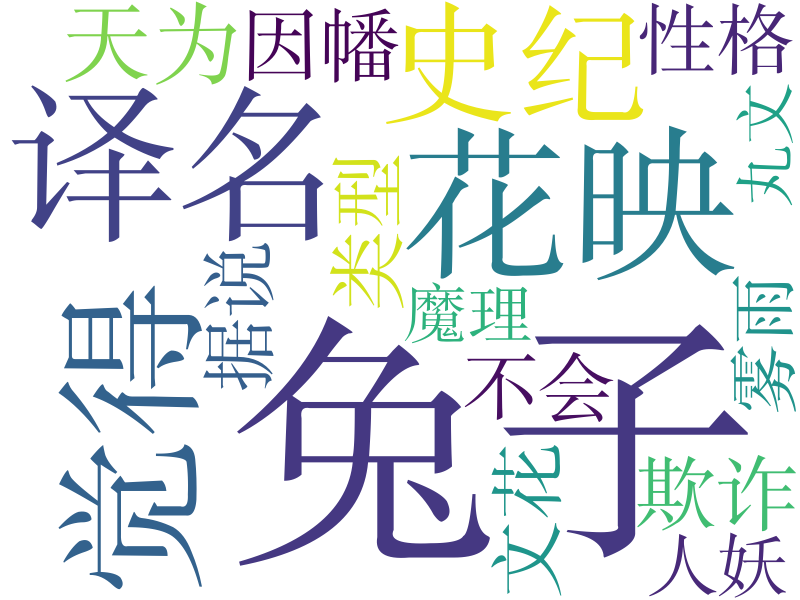 天为
因幡
史纪
性格
译名
花映
丸文
类型
觉得
据说
魔理
雾雨
兔子
不会
文花
欺诈
人妖